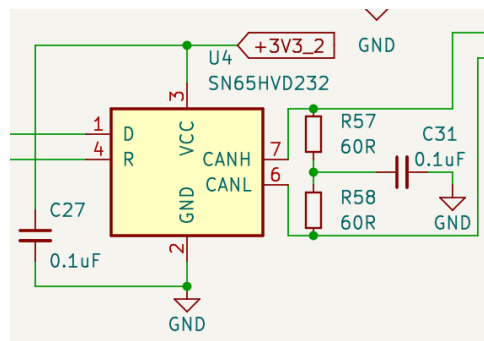 GND
+3V3_2
U4
SN65HVD232
3
VCC
1
D
4
R
CANH
7
CANL
6
GND
2
R57
60R
C31
0.1uF
R58
60R
GND
C27
0.1uF
GND